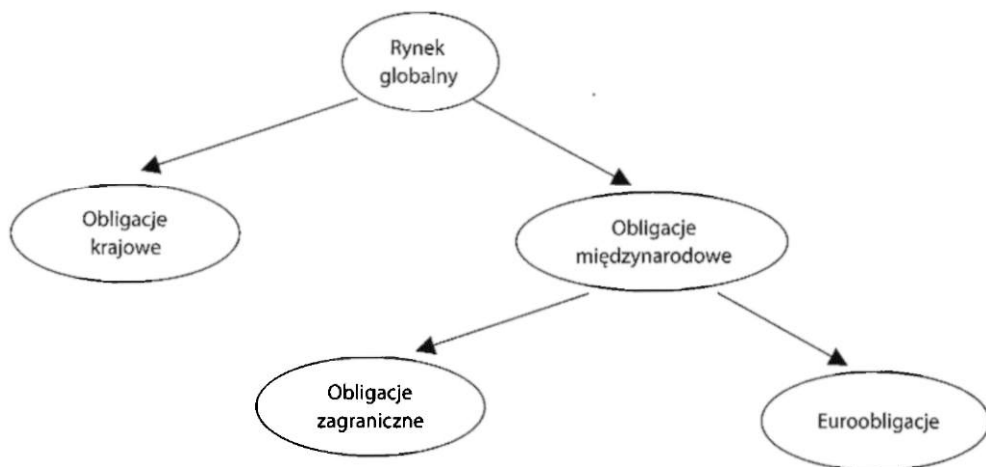 Rynek
globalny
Obligacje
krajowe
Obligacje
międzynarodowe
Obligacje
zagraniczne
Euroobligacje